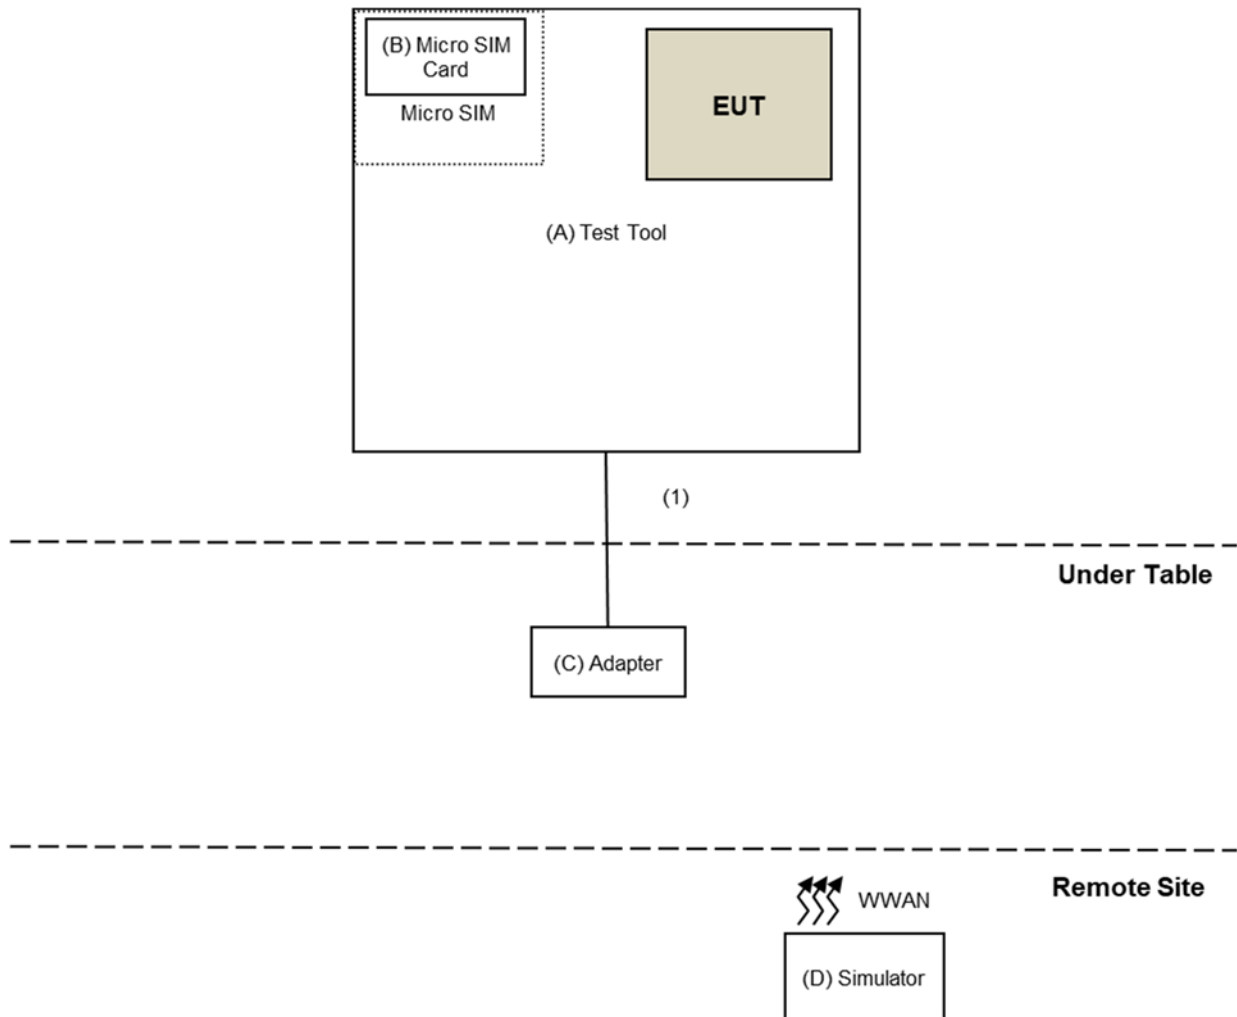 (B) Micro SIM
Card
Micro SIM
EUT
(A) Test Tool
(1)
Under Table
(C) Adapter
Remote Site
WWAN
(D) Simulator